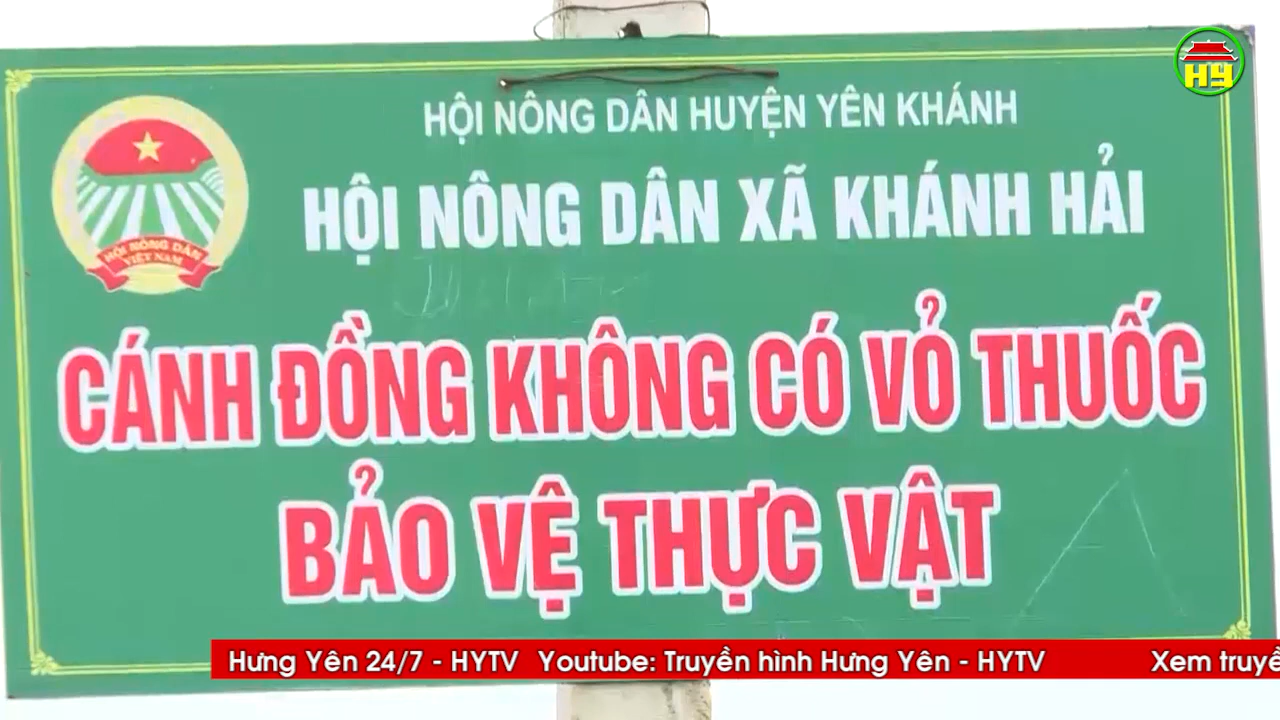 HY
HỘI NÔNG DÂN HUYỆN YÊN KHÁNH
HỘI NÔNG DÂN XÃ KHÁNH HẢI
HỘI NÔNG DÂN
VIỆT NAM
CÁNH ĐỒNG KHÔNG CÓ VỎ THUỐC
BẢO VỆ THỰC VẬT
Hưng Yên 24/7 - HYTV Youtube: Truyền hình Hưng Yên - HYTV Xem truyề